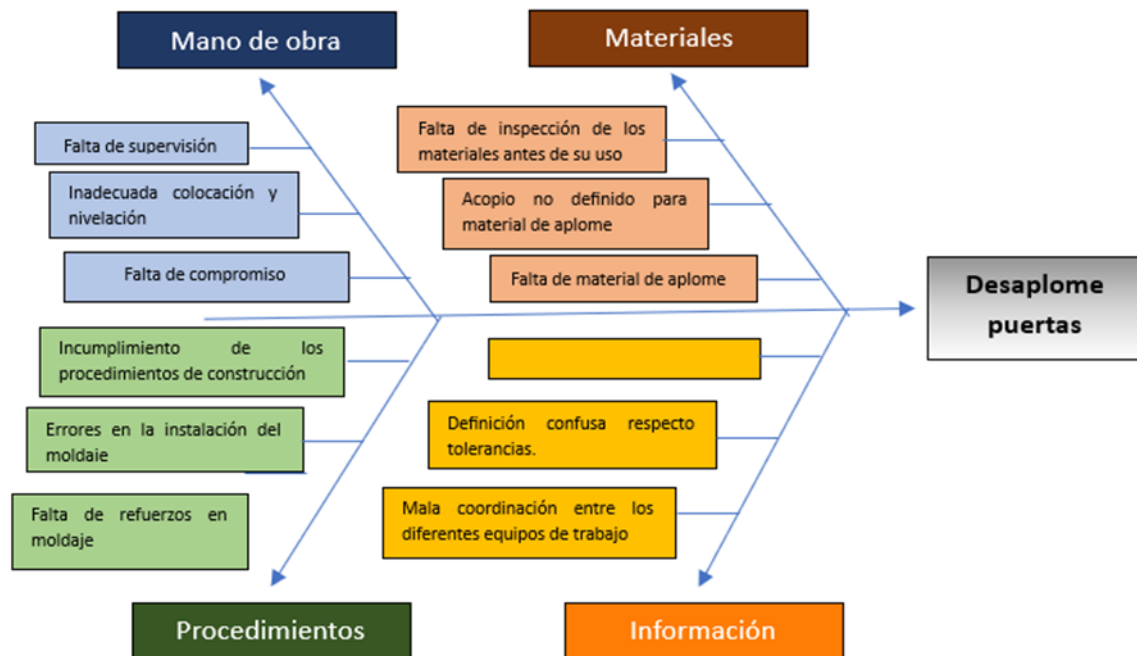 Mano de obra
Materiales
Falta de supervisión
Inadecuada colocación y
nivelación
Falta de compromiso
Falta de inspección de los
materiales antes de su uso
Acopio no definido para
material de aplome
Falta de material de aplome
Desaplome
puertas
Incumplimiento de los
procedimientos de construcción
Errores en la instalación del
moldaie
Falta de refuerzos en
moldaje
Definición confusa respecto
tolerancias.
Mala coordinación entre los
diferentes equipos de trabajo
Procedimientos
Información